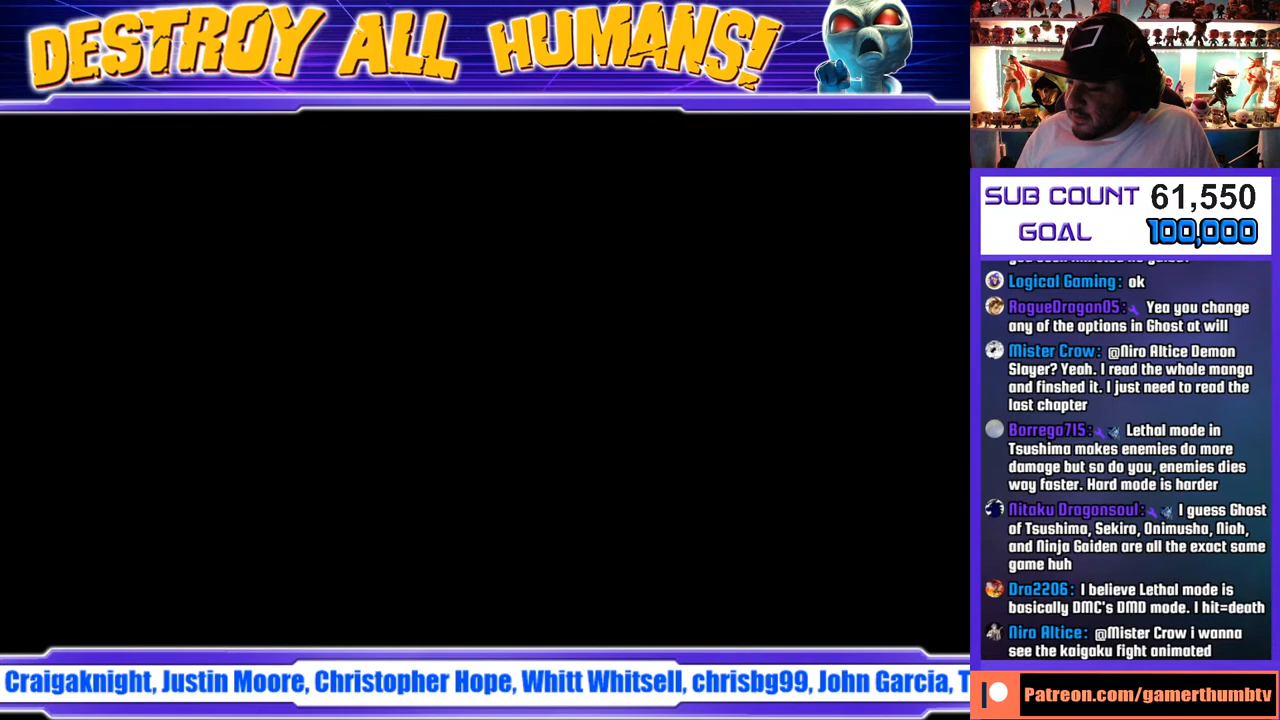 DESTROY ALL HUMANS!
SUB COUNT 61,550
GOAL 100,000
Logical Gaming: ok
RogueDragon05: Yea you change
any of the options in Ghost at will
Mister Crow: @Niro Altice Demon
Slayer? Yeah. I read the whole manga
and finshed it. I just need to read the
last chapter
Borrego715: Lethal mode in
Tsushima makes enemies do more
damage but so do you, enemies dies
way faster. Hard mode is harder
Nitaku Dragonsoul: I guess Ghost
of Tsushima, Sekiro, Onimusha, Nioh,
and Ninja Gaiden are all the exact same
game huh
Dra2206: I believe Lethal mode is
basically DMC's DMD mode. 1 hit=death
Niro Altice: @Mister Crow i wanna
see the kaigaku fight animated
Craigaknight, Justin Moore, Christopher Hope, Whitt Whitsell, chrisbg99, John Garcia, T
Patreon.com/gamerthumbtv